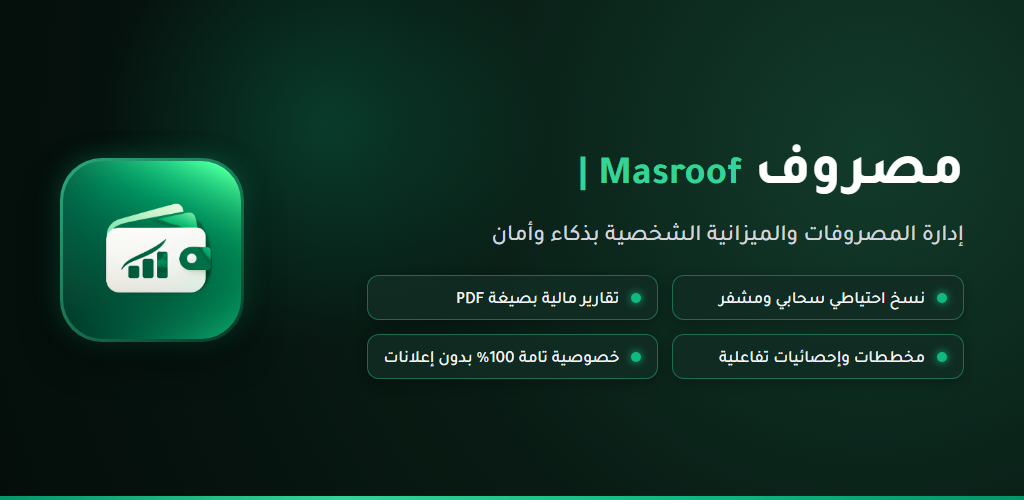 مصروف Masroof |
إدارة المصروفات والميزانية الشخصية بذكاء وأمان
نسخ احتياطي سحابي ومشفر
تقارير مالية بصيغة PDF
مخططات وإحصائيات تفاعلية
خصوصية تامة 100% بدون إعلانات